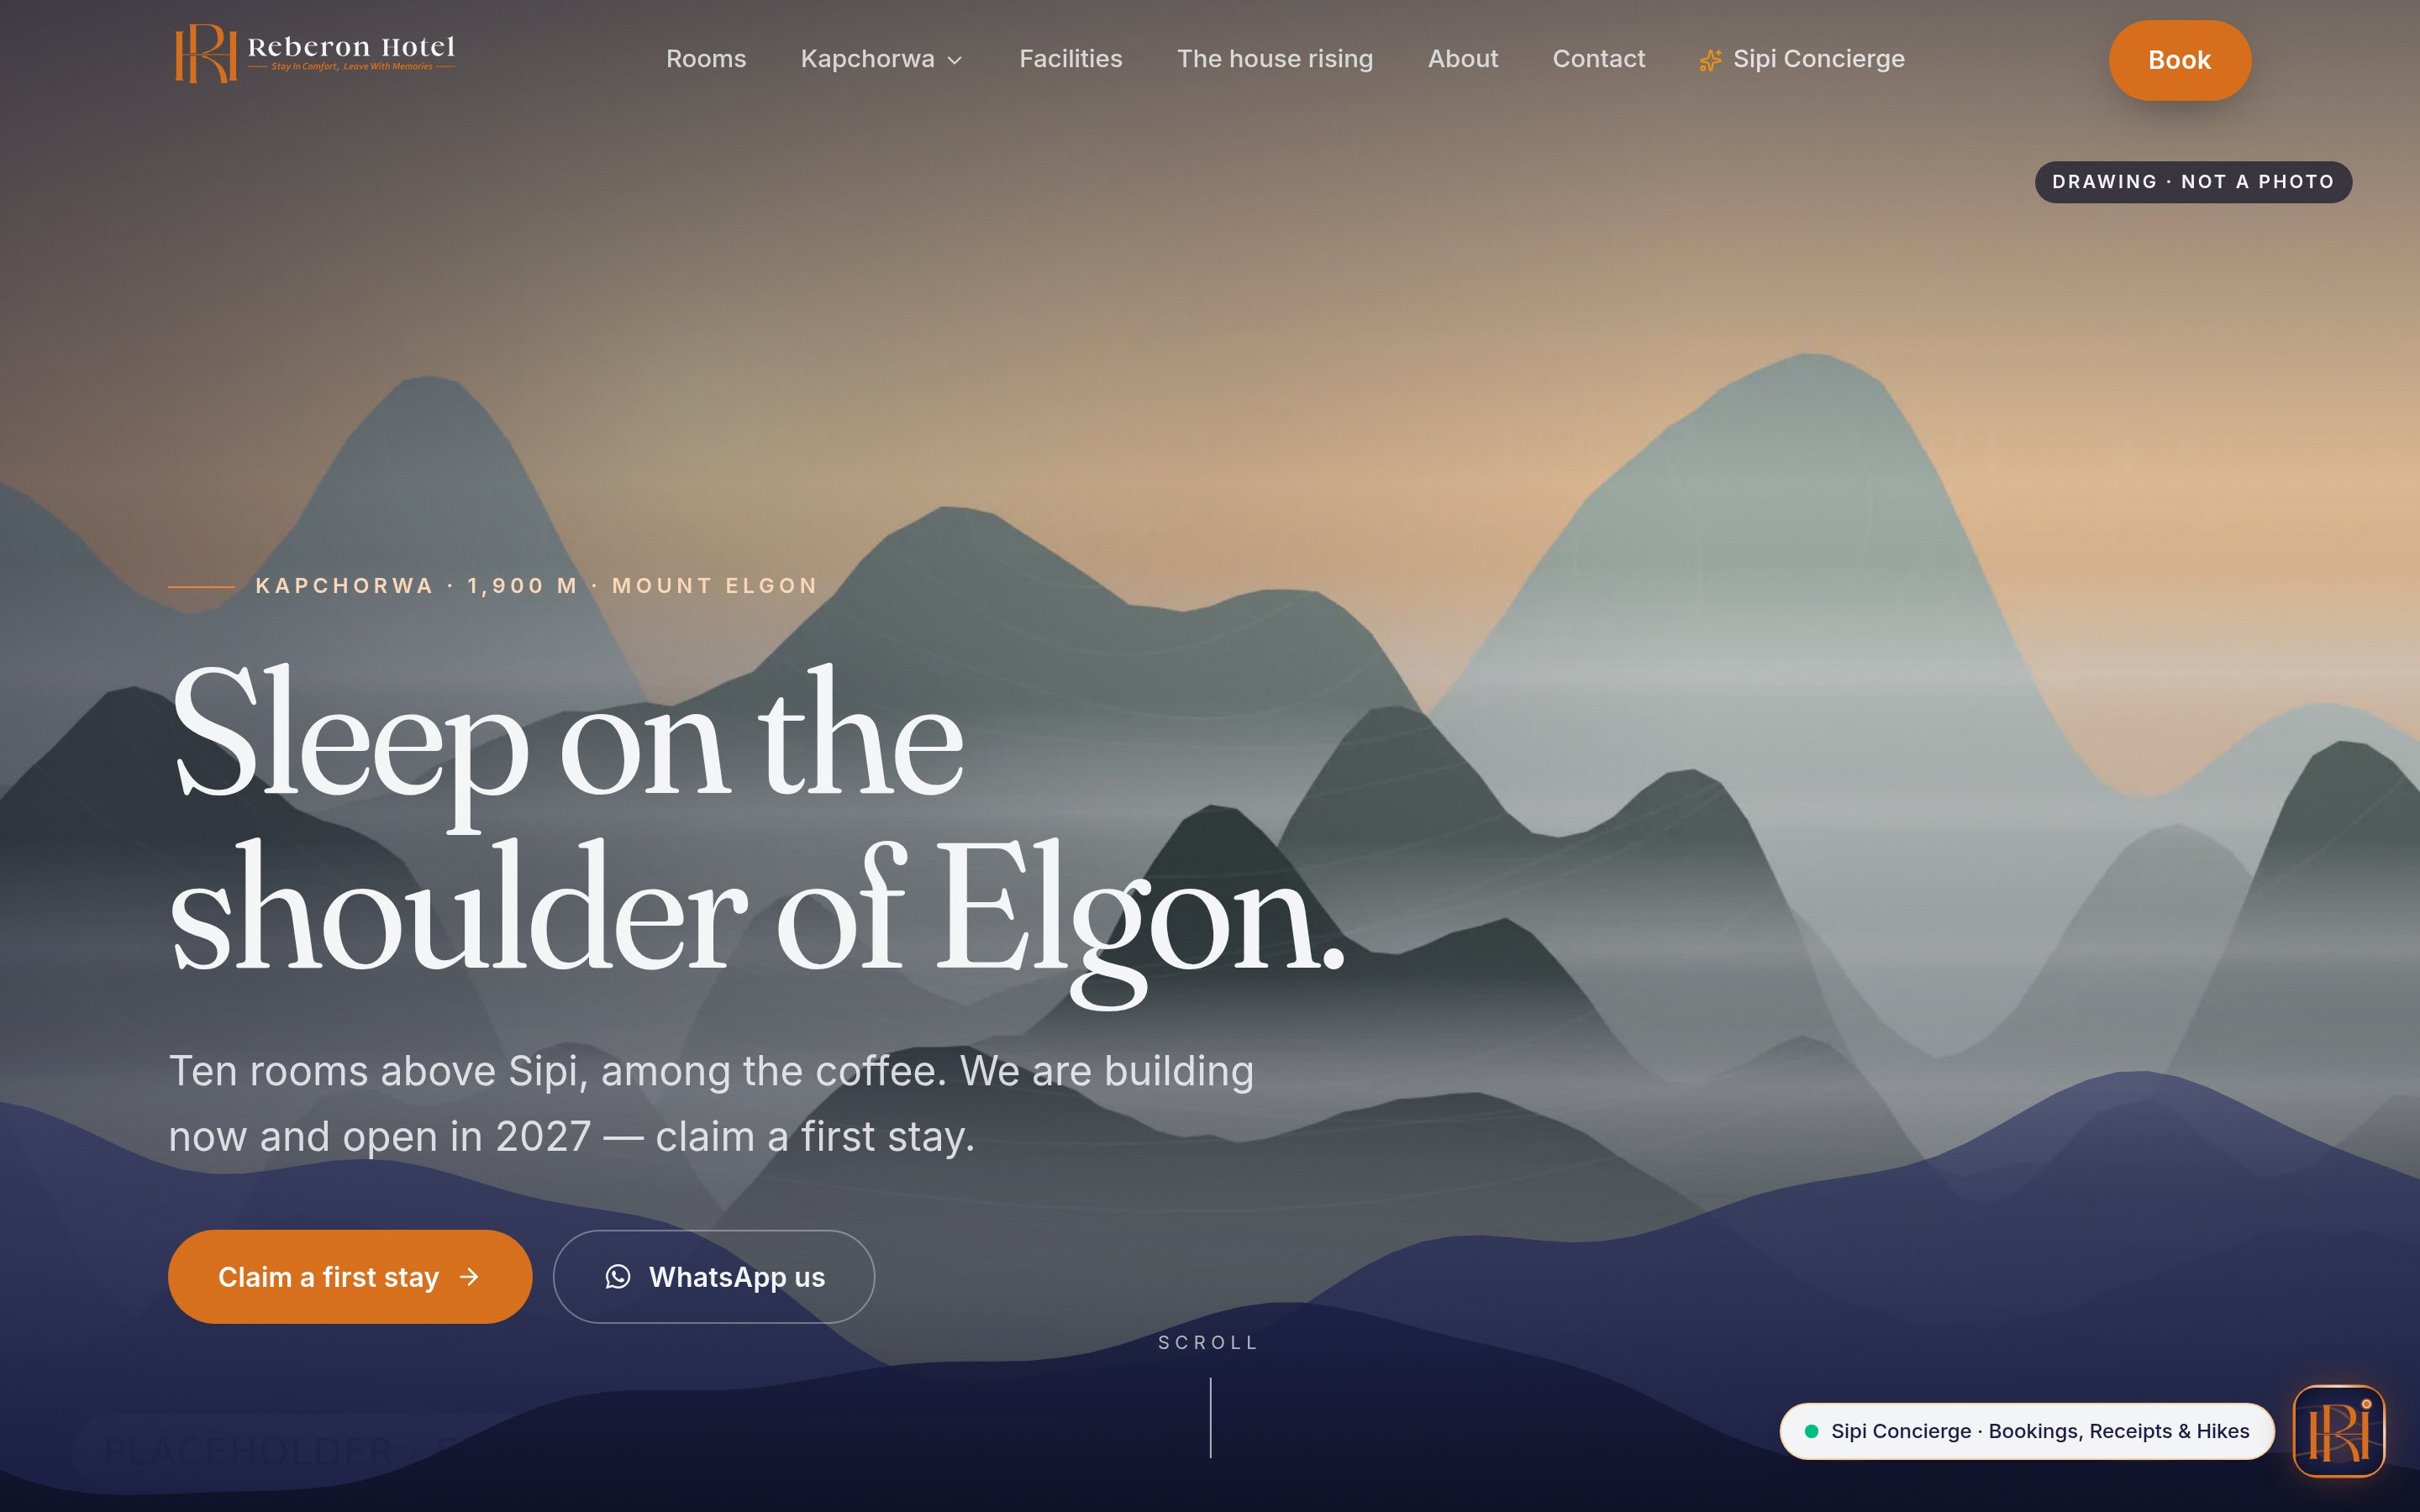 Reberon Hotel
Stay In Comfort, Leave With Memories
Rooms
Kapchorwa
Facilities
The house rising
About
Contact
Sipi Concierge
Book
DRAWING · NOT A PHOTO
KAPCHORWA · 1,900 M · MOUNT ELGON
Sleep on the
shoulder of Elgon.
Ten rooms above Sipi, among the coffee. We are building
now and open in 2027 — claim a first stay.
Claim a first stay
WhatsApp us
SCROLL
PLACEHOLDER ·
Sipi Concierge · Bookings, Receipts & Hikes